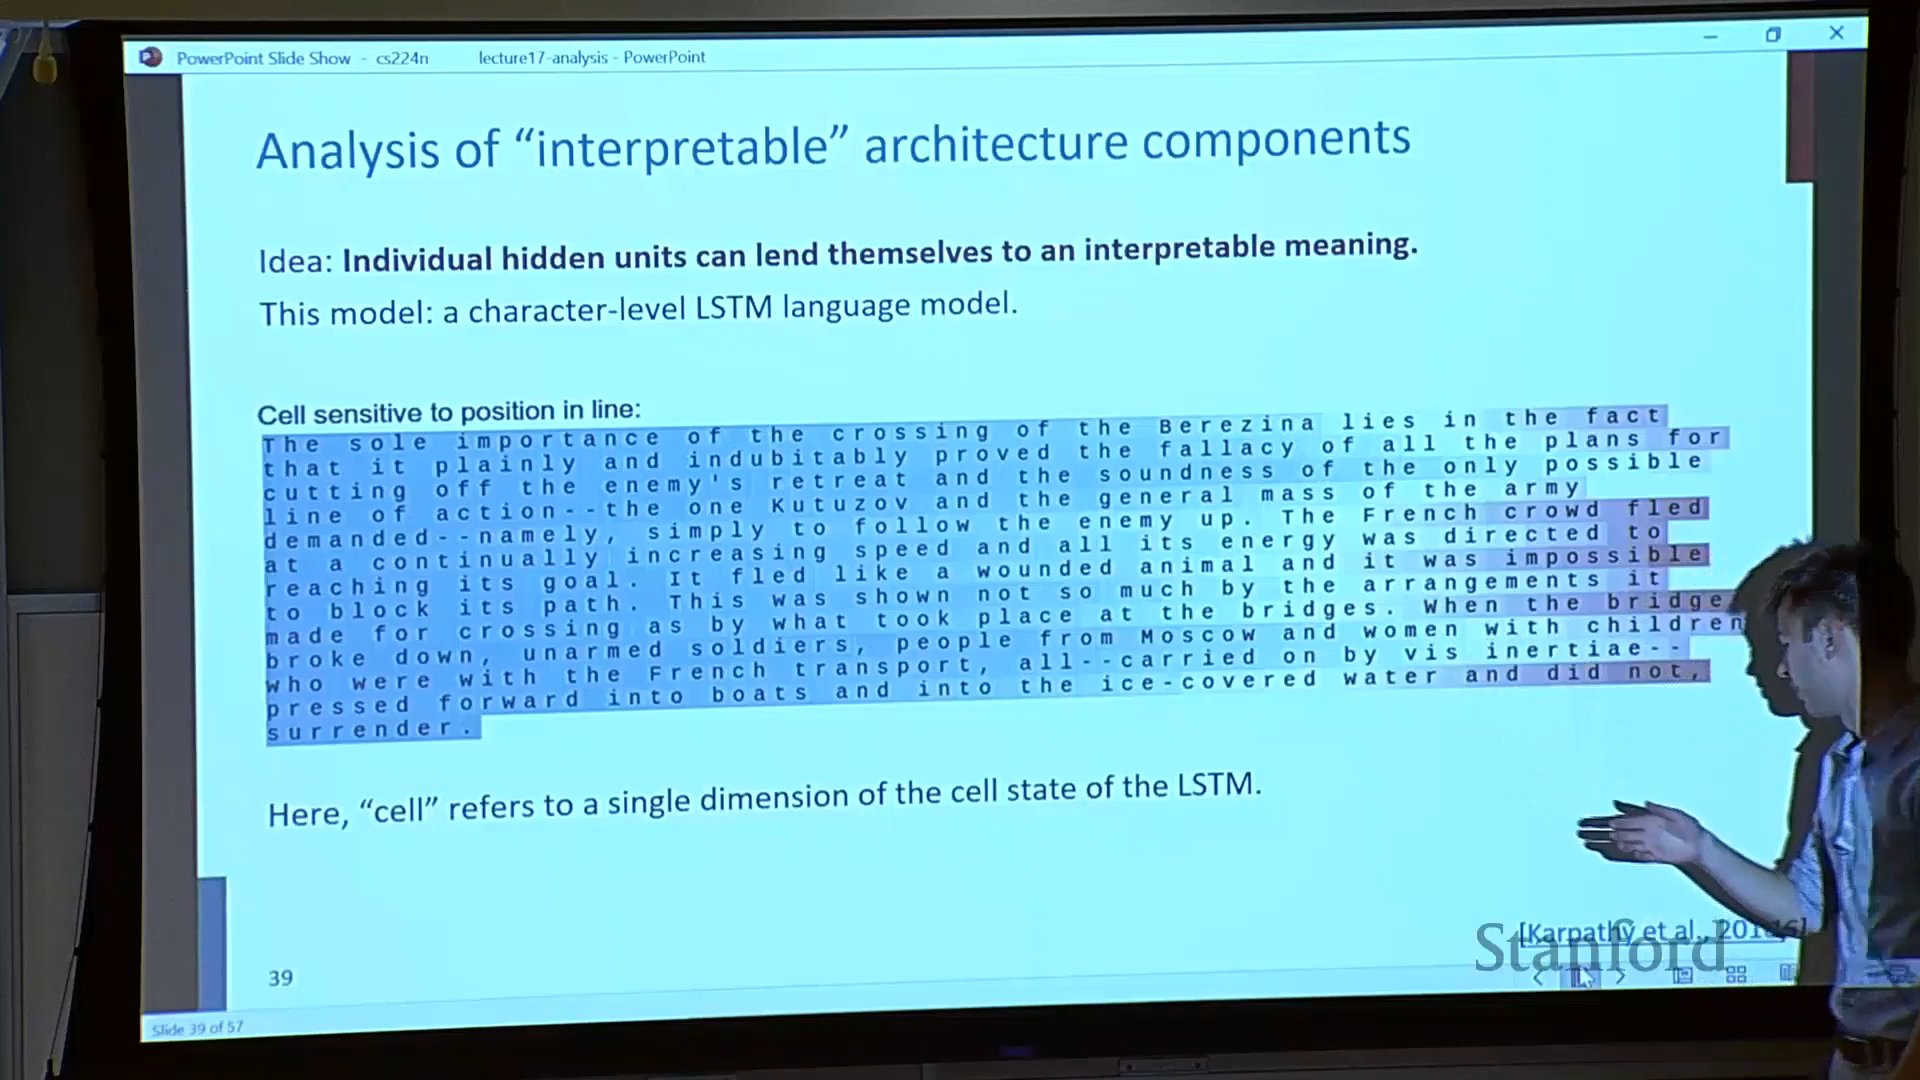 PowerPoint Slide Show - cs224n lecture17-analysis - PowerPoint
Analysis of “interpretable” architecture components
Idea: Individual hidden units can lend themselves to an interpretable meaning.
This model: a character-level LSTM language model.
Cell sensitive to position in line:
The sole importance of the crossing of the Berezina lies in the fact
that it plainly and indubitably proved the fallacy of all the plans for
cutting off the enemy's retreat and the soundness of the only possible
line of action--the one Kutuzov and the general mass of the army
demanded--namely, simply to follow the enemy up. The French crowd fled
at a continually increasing speed and all its energy was directed to
reaching its goal. It fled like a wounded animal and it was impossible
to block its path. This was shown not so much by the arrangements it
made for crossing as by what took place at the bridges. When the bridge
broke down, unarmed soldiers, people from Moscow and women with children
who were with the French transport, all--carried on by vis inertiae--
pressed forward into boats and into the ice-covered water and did not,
surrender.
Here, “cell” refers to a single dimension of the cell state of the LSTM.
[Karpathy et al.,
Stanford
39
Slide 39 of 57